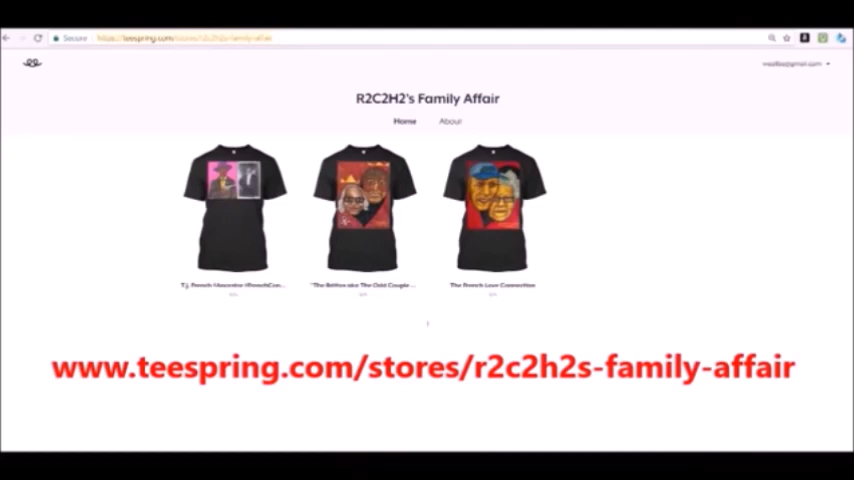 Secure
https://teespring.com/stores/r2c2h2s-family-affair
R2C2H2's Family Affair
Home
About
"The Britton aka The Odd Couple ...
The French Love Connection
www.teespring.com/stores/r2c2h2s-family-affair